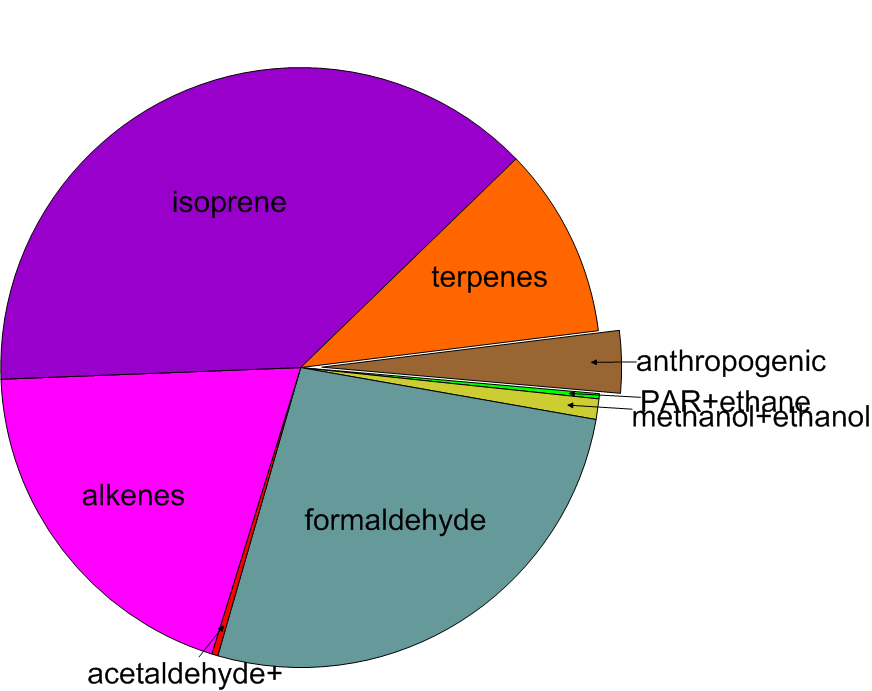 isoprene
terpenes
anthropogenic
PAR+ethane
methanol+ethanol
alkenes
formaldehyde
acetaldehyde+